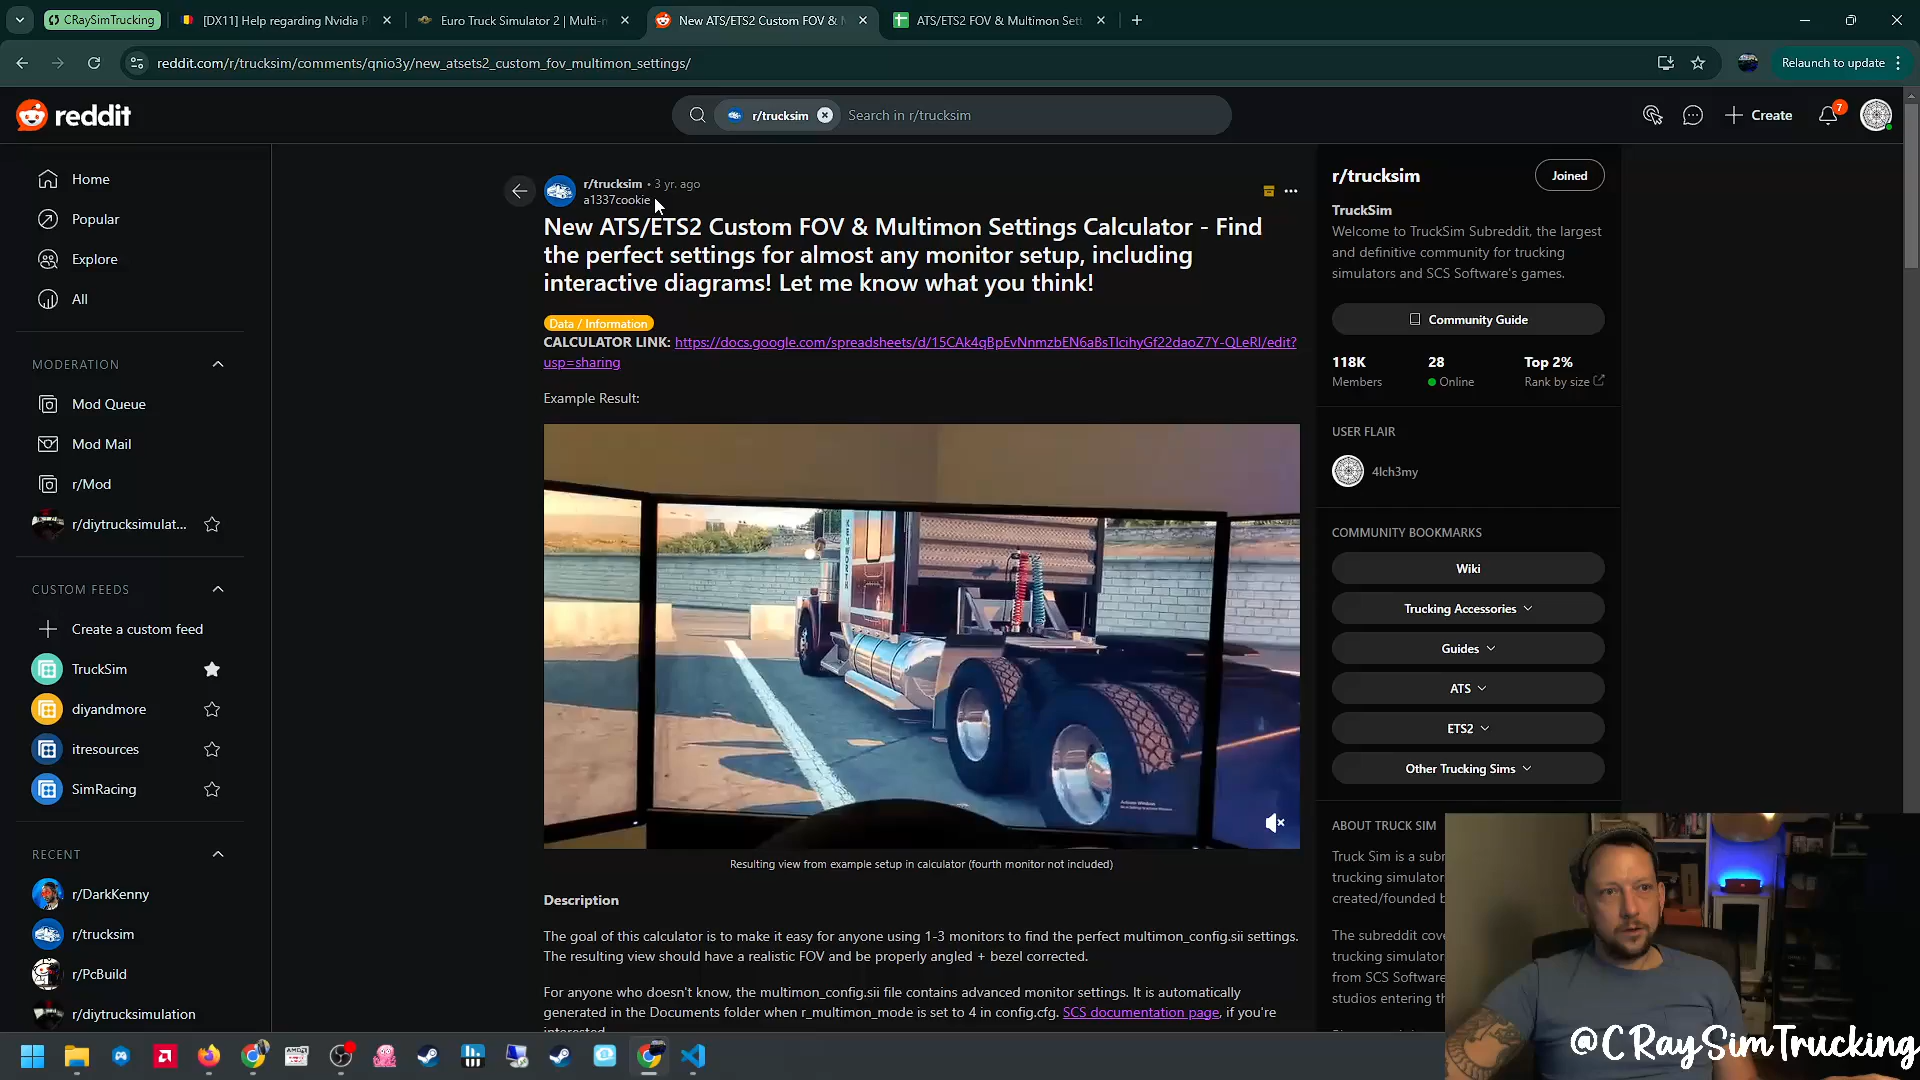 CRaySimTrucking
[DX11] Help regarding Nvidia P
Euro Truck Simulator 2 | Multi-m
New ATS/ETS2 Custom FOV & M
ATS/ETS2 FOV & Multimon Sett
reddit.com/r/trucksim/comments/qnio3y/new_atsets2_custom_fov_multimon_settings/
Relaunch to update
reddit
r/trucksim
Search in r/trucksim
Create
7
Home
Popular
Explore
All
MODERATION
Mod Queue
Mod Mail
r/Mod
r/diytrucksimulat...
CUSTOM FEEDS
Create a custom feed
TruckSim
diyandmore
itresources
SimRacing
RECENT
r/DarkKenny
r/trucksim
r/PcBuild
r/diytrucksimulation
r/trucksim • 3 yr. ago
a1337cookie
New ATS/ETS2 Custom FOV & Multimon Settings Calculator - Find
the perfect settings for almost any monitor setup, including
interactive diagrams! Let me know what you think!
Data / Information
CALCULATOR LINK: https://docs.google.com/spreadsheets/d/15CAk4qBpEvNnmzbEN6aBsTlcihyGf22daoZ7Y-QLeRI/edit?
usp=sharing
Example Result:
KENWORTH
Activate Windows
Resulting view from example setup in calculator (fourth monitor not included)
Description
The goal of this calculator is to make it easy for anyone using 1-3 monitors to find the perfect multimon_config.sii settings.
The resulting view should have a realistic FOV and be properly angled + bezel corrected.
For anyone who doesn't know, the multimon_config.sii file contains advanced monitor settings. It is automatically
generated in the Documents folder when r_multimon_mode is set to 4 in config.cfg. SCS documentation page, if you're
interested
r/trucksim
Joined
TruckSim
Welcome to TruckSim Subreddit, the largest
and definitive community for trucking
simulators and SCS Software's games.
Community Guide
118K 28 Top 2%
Members Online Rank by size
USER FLAIR
4lch3my
COMMUNITY BOOKMARKS
Wiki
Trucking Accessories
Guides
ATS
ETS2
Other Trucking Sims
ABOUT TRUCK SIM
Truck Sim is a subr
trucking simulator
created/founded b
The subreddit cove
trucking simulator
from SCS Software
studios entering th
@CRaySimTrucking